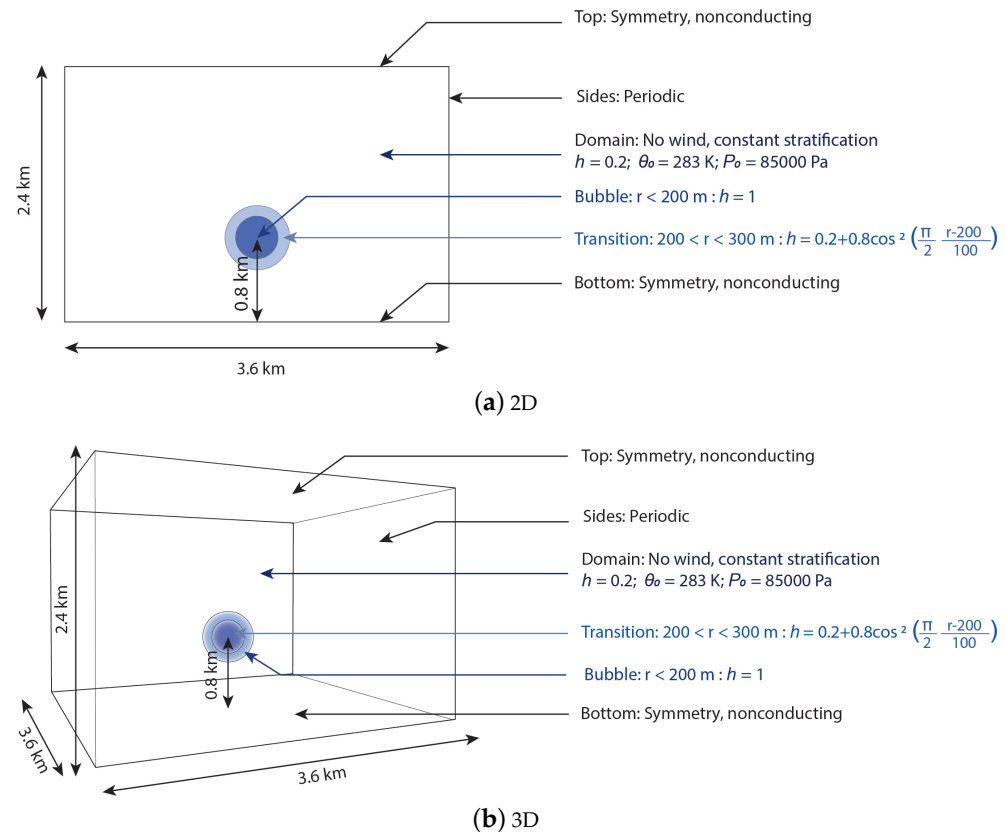 Top: Symmetry, nonconducting
Sides: Periodic
Domain: No wind, constant stratification
h = 0.2; θ₀ = 283 K; P₀ = 85000 Pa
Bubble: r < 200 m : h = 1
Transition: 200 < r < 300 m : h = 0.2+0.8cos ² (π/2 r-200/100)
Bottom: Symmetry, nonconducting
2.4 km
0.8 km
3.6 km
(a) 2D
Top: Symmetry, nonconducting
Sides: Periodic
Domain: No wind, constant stratification
h = 0.2; θ₀ = 283 K; P₀ = 85000 Pa
Transition: 200 < r < 300 m : h = 0.2+0.8cos ² (π/2 r-200/100)
Bubble: r < 200 m : h = 1
Bottom: Symmetry, nonconducting
2.4 km
0.8 km
3.6 km
3.6 km
(b) 3D